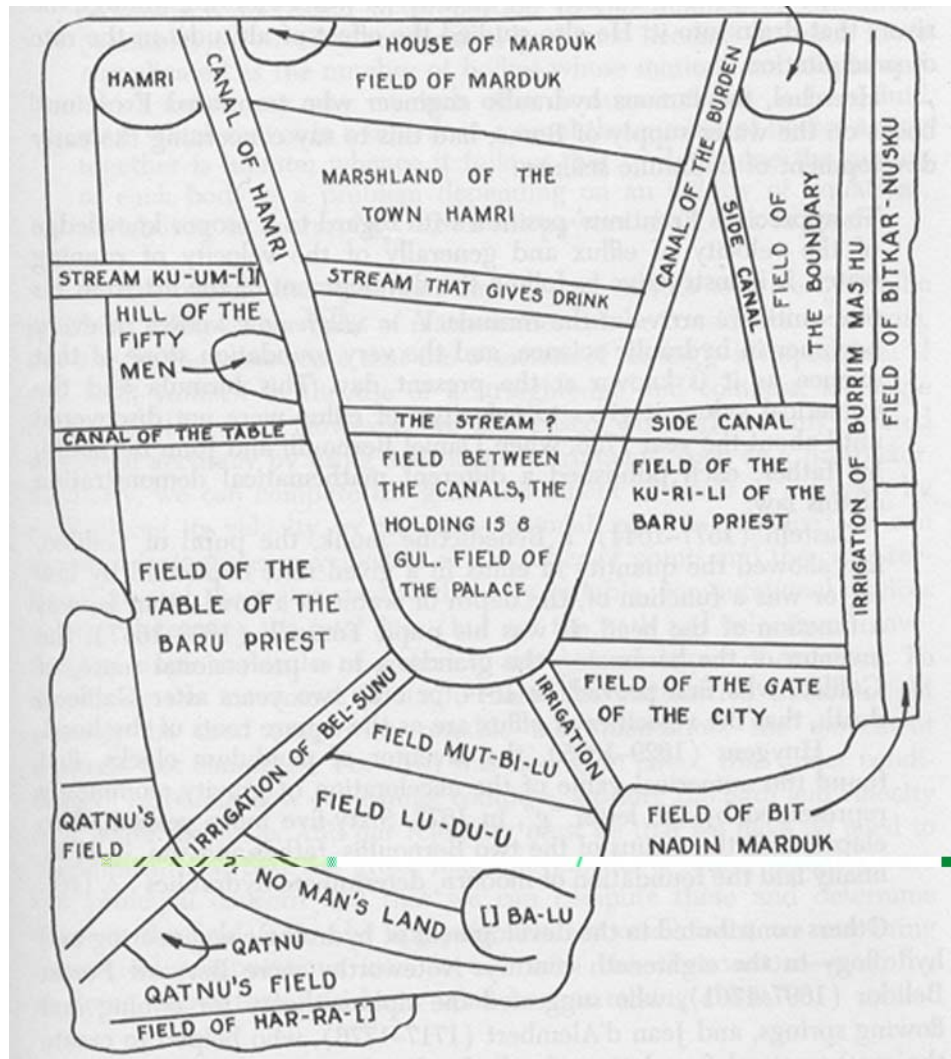 HOUSE OF MARDUK
HAMRI
FIELD OF MARDUK
CANAL OF HAMRI
CANAL OF THE BURDEN
MARSHLAND OF THE
TOWN HAMRI
SIDE CANAL
FIELD OF
THE BOUNDARY
IRRIGATION OF BURIM MASHU
FIELD OF BITKAR-NUSKU
STREAM KU-UM-[]
STREAM THAT GIVES DRINK
HILL OF THE
FIFTY
MEN
CANAL OF THE TABLE
THE STREAM ?
SIDE CANAL
FIELD BETWEEN
THE CANALS, THE
HOLDING IS 8
GUL. FIELD OF
THE PALACE
FIELD OF THE
KU-RI-LI OF THE
BARU PRIEST
FIELD OF THE
TABLE OF THE
BARU PRIEST
FIELD OF THE GATE
OF THE CITY
IRRIGATION OF BEL-SUNU
IRRIGATION
FIELD MUT-BI-LU
FIELD LU-DU-U
QATNU'S
FIELD
FIELD OF BIT
NADIN MARDUK
?
NO MAN'S
LAND
[] BA-LU
QATNU
QATNU'S FIELD
FIELD OF HAR-RA-[]